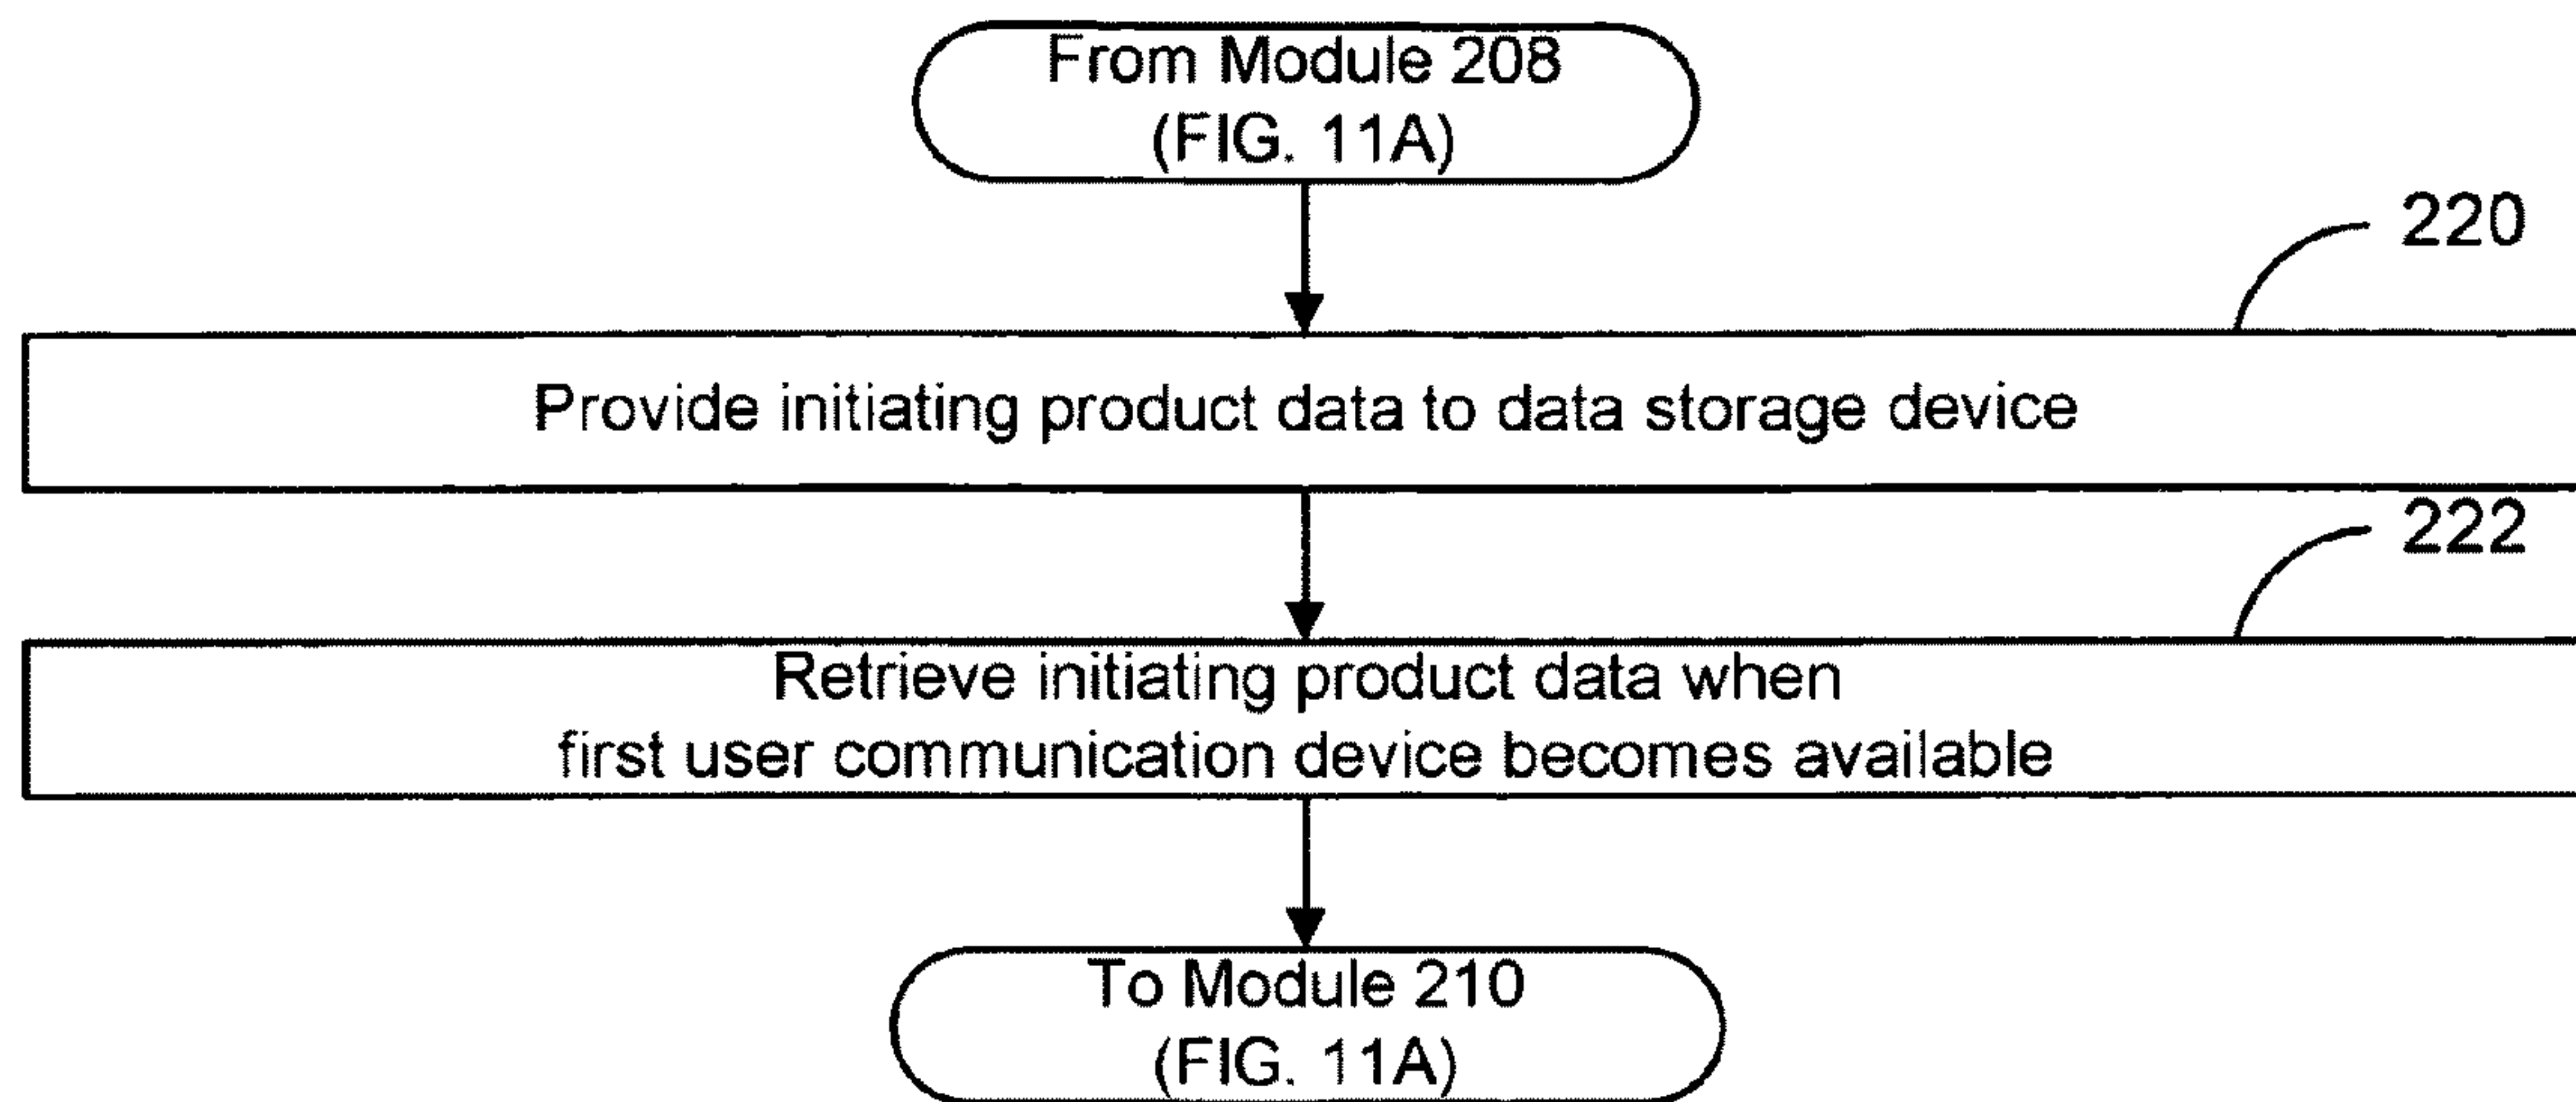 From Module 208
(FIG. 11A)
220
Provide initiating product data to data storage device
222
Retrieve initiating product data when
first user communication device becomes available
To Module 210
(FIG. 11A)